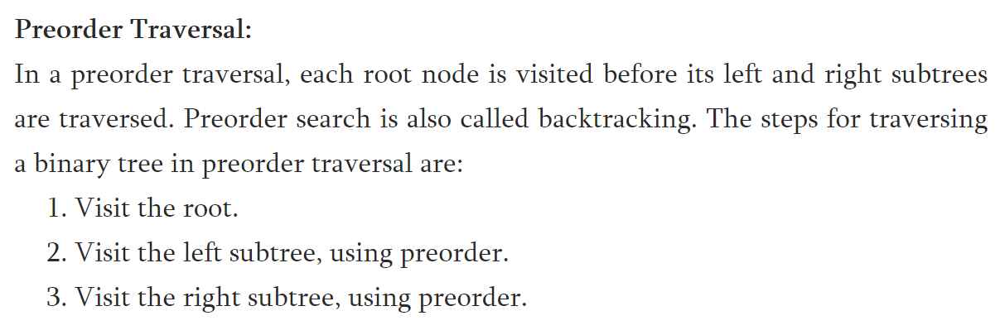 Preorder Traversal:
In a preorder traversal, each root node is visited before its left and right subtrees
are traversed. Preorder search is also called backtracking. The steps for traversing
a binary tree in preorder traversal are:
1. Visit the root.
2. Visit the left subtree, using preorder.
3. Visit the right subtree, using preorder.